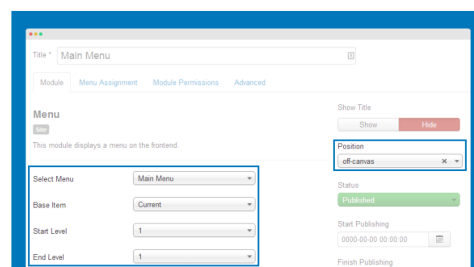 Title * Main Menu
Module Menu Assignment Module Permissions Advanced
Menu
Site
This module displays a menu on the frontend.
Select Menu Main Menu
Base Item Current
Start Level 1
End Level 1
Show Title
Show Hide
Position
off-canvas
Status
Published
Start Publishing
0000-00-00 00:00:00
Finish Publishing